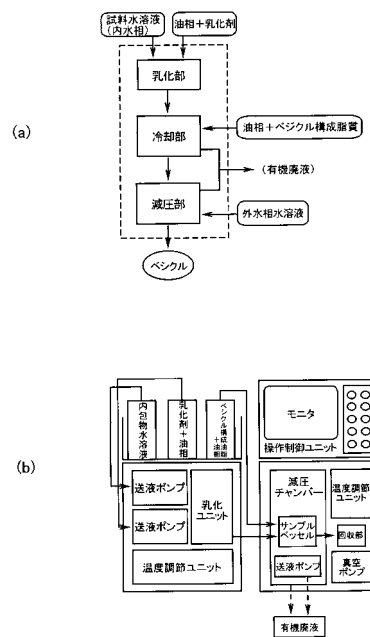 (a)
試料水溶液
(内水相)
油相＋乳化剤
乳化部
冷却部
油相＋ベジクル構成脂質
(有機廃液)
減圧部
外水相水溶液
ベシクル
(b)
内包物水溶液
乳化剤＋油相
ベシクル構成油脂
＋油相
モニタ
操作制御ユニット
送液ポンプ
送液ポンプ
乳化
ユニット
温度調節ユニット
減圧
チャンバー
サンプル
ベッセル
送液ポンプ
温度調節
ユニット
回収部
真空
ポンプ
有機廃液